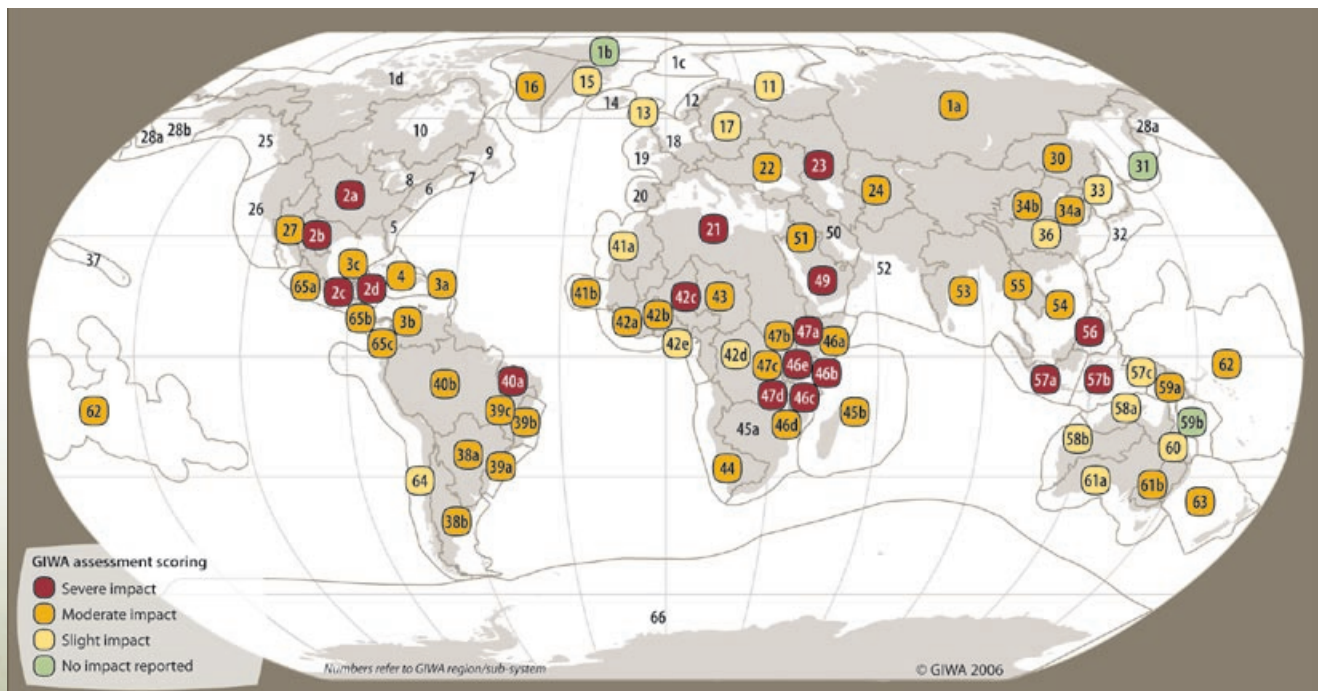 1b
1c
16
15
11
1d
14
12
1a
13
28b
28a
17
28a
10
18
25
9
30
19
23
31
22
8
7
24
33
6
2a
20
34b
34a
26
21
27
2b
5
51
50
36
32
41a
37
3c
52
4
49
55
65a
2c
2d
3a
41b
42c
43
53
54
65b
3b
42a
42b
47a
56
65c
42e
47b
46a
42d
47c
46e
46b
62
57c
40b
40a
57a
57b
59a
47d
46c
62
39c
45b
58a
39b
46d
59b
45a
58b
60
38a
39a
44
64
61a
61b
63
38b
GIWA assessment scoring
Severe impact
Moderate impact
Slight impact
No impact reported
66
Numbers refer to GIWA region/sub-system
© GIWA 2006